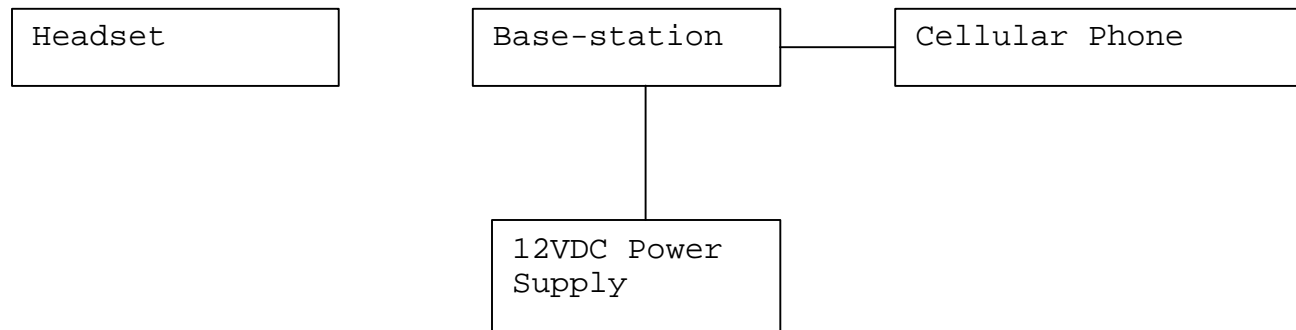 Headset
Base-station
Cellular Phone
12VDC Power
Supply